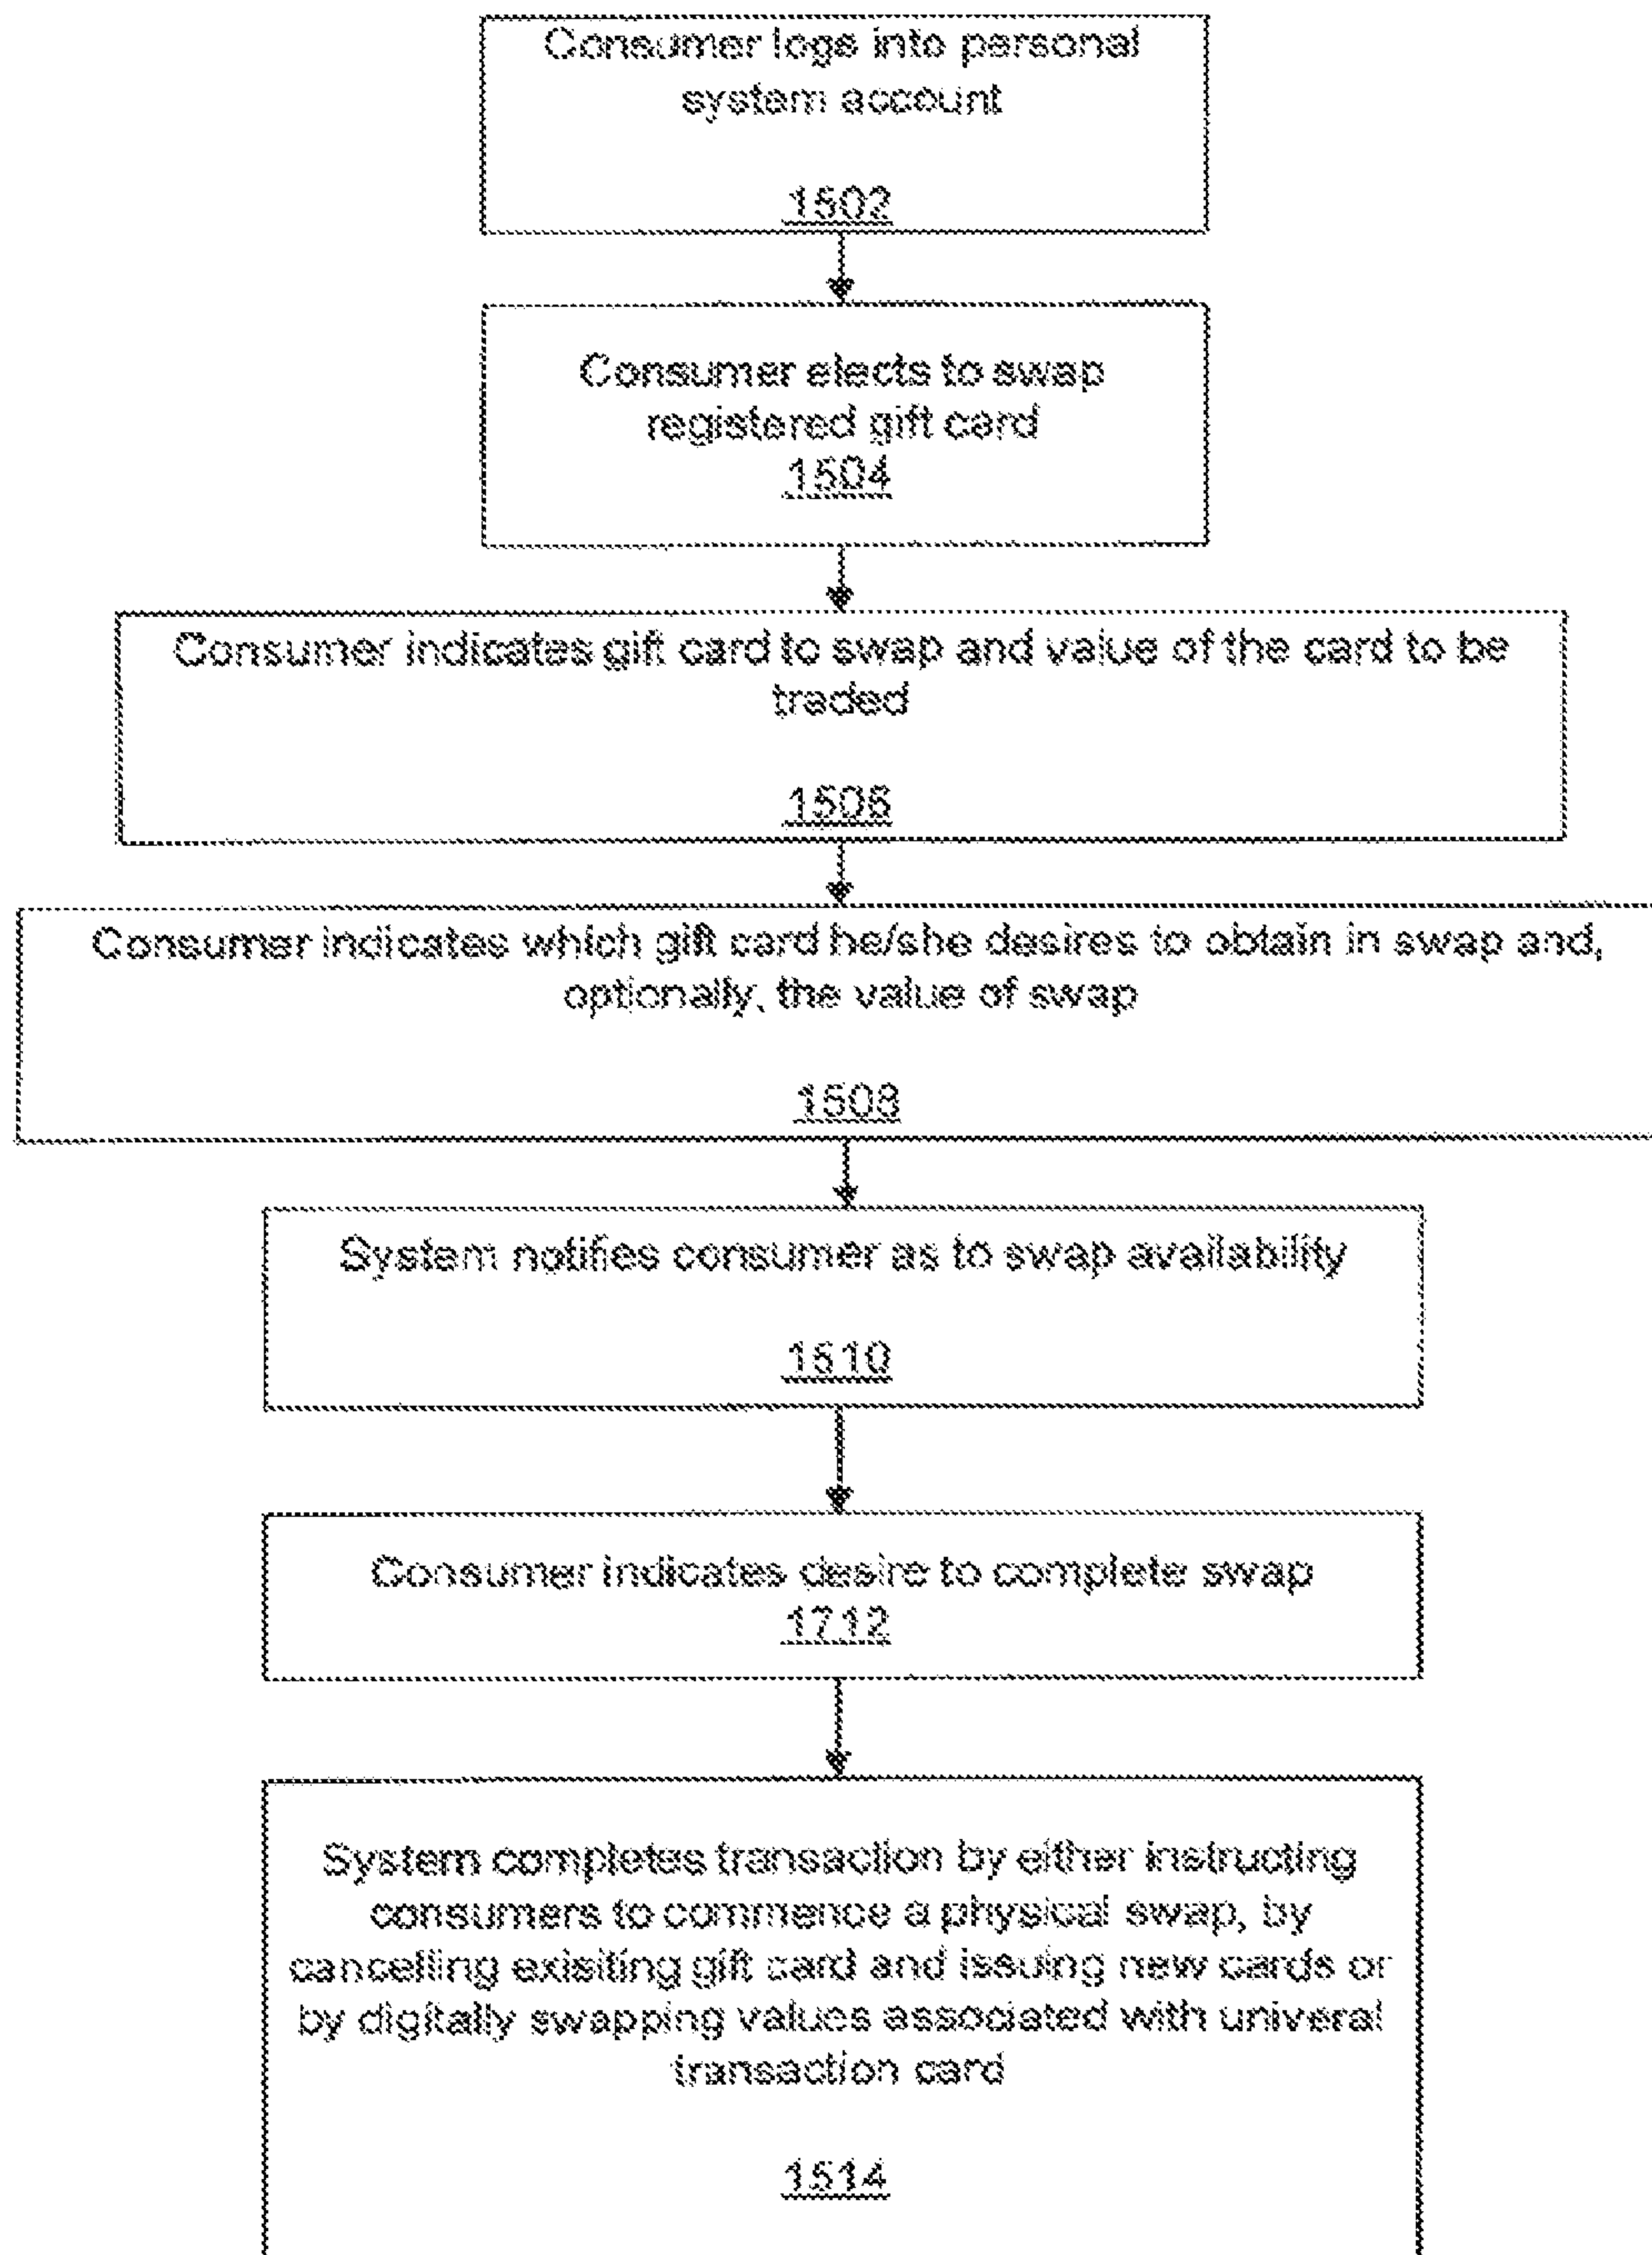 Consumer logs into personal
system account
1502
Consumer elects to swap
registered gift card
1504
Consumer indicates gift card to swap and value of the card to be
traded
1506
Consumer indicates which gift card he/she desires to obtain in swap and,
optionally, the value of swap
1508
System notifies consumer as to swap availability
1510
Consumer indicates desire to complete swap
1712
System completes transaction by either instructing
consumers to commence a physical swap, by
cancelling exisiting gift card and issuing new cards or
by digitally swapping values associated with univeral
transaction card
1514